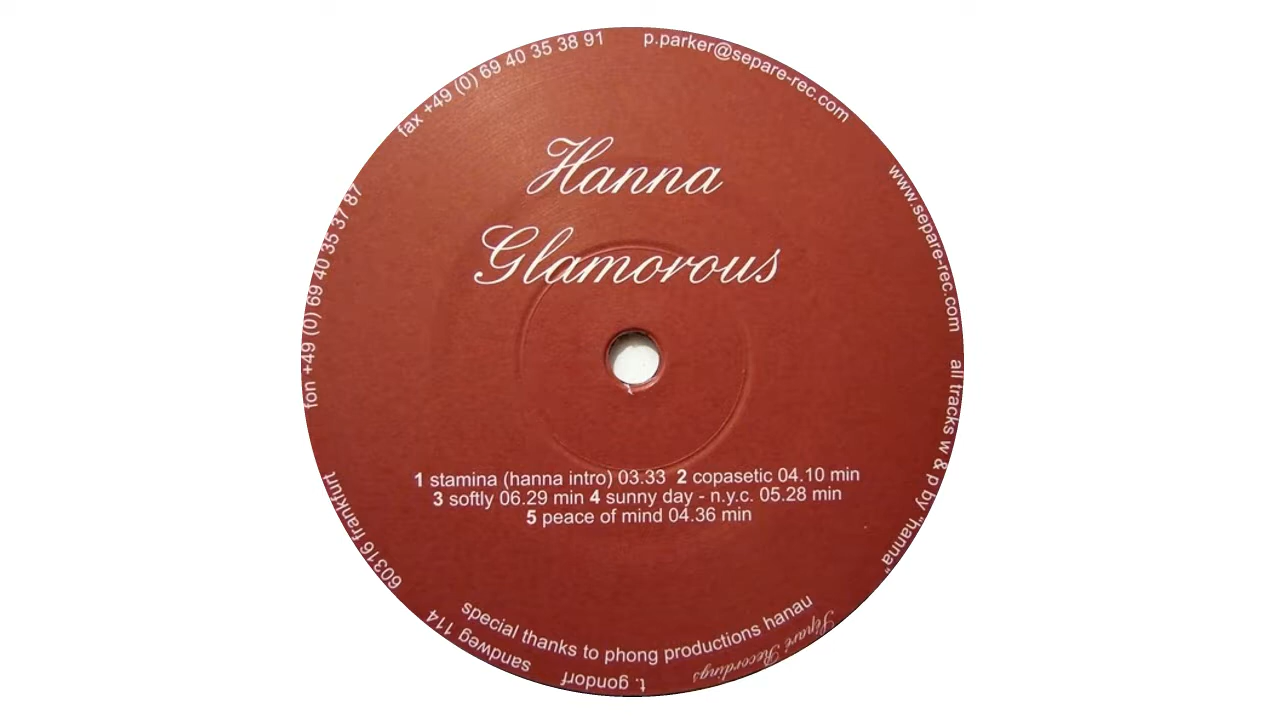 Hanna
Glamorous
1 stamina (hanna intro) 03.33 2 copasetic 04.10 min
3 softly 06.29 min 4 sunny day - n.y.c. 05.28 min
5 peace of mind 04.36 min
special thanks to phong productions hanau
Séparé Recordings
t. gondorf
sandweg 114
60316 frankfurt
fon +49 (0) 69 40 35 37 87
fax +49 (0) 69 40 35 38 91
p.parker@separe-rec.com
www.separe-rec.com
all tracks w & p by "hanna"